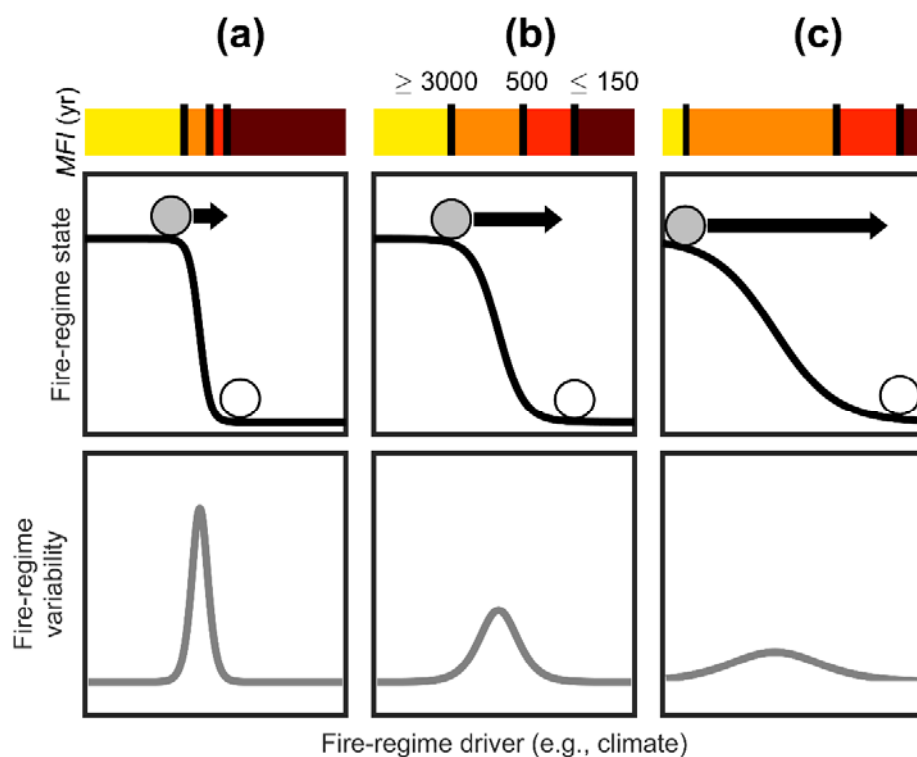 (a)
(b)
(c)
≥ 3000
500
≤ 150
MFI (yr)
Fire-regime state
Fire-regime
variability
Fire-regime driver (e.g., climate)